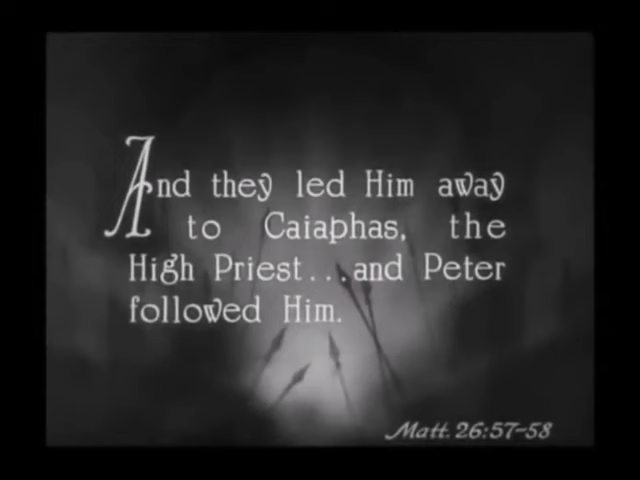 And they led Him away
to Caiaphas, the
High Priest...and Peter
followed Him.
Matt. 26:57-58